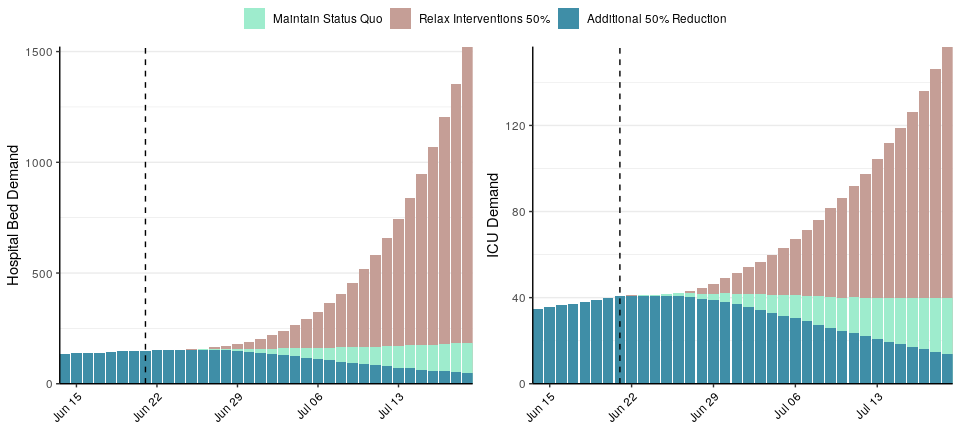 Maintain Status Quo Relax Interventions 50% Additional 50% Reduction
Hospital Bed Demand
1500
1000
500
0
Jun 15 Jun 22 Jun 29 Jul 06 Jul 13
ICU Demand
120
80
40
0
Jun 15 Jun 22 Jun 29 Jul 06 Jul 13